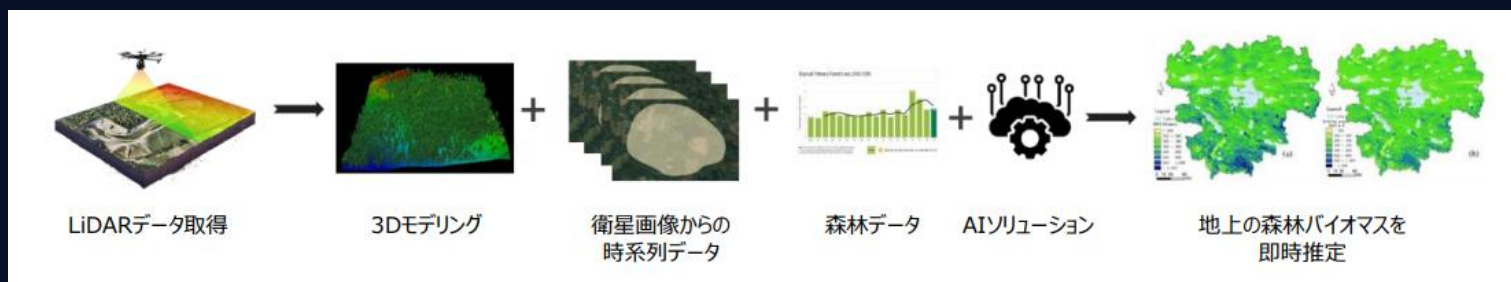 LiDARデータ取得
3Dモデリング
衛星画像からの
時系列データ
森林データ
AIソリューション
地上の森林バイオマスを
即時推定
Legend
(a)
Legend
(b)